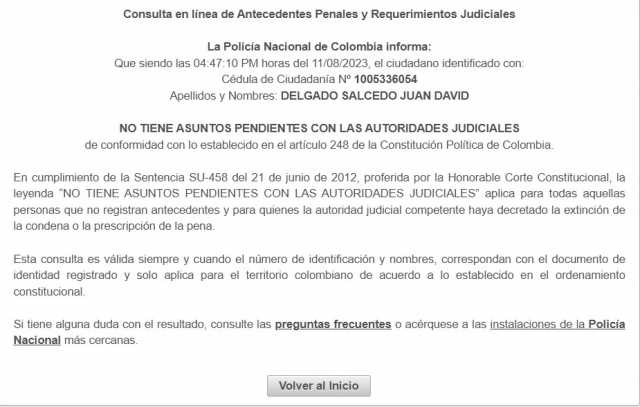 Consulta en línea de Antecedentes Penales y Requerimientos Judiciales
La Policía Nacional de Colombia informa:
Que siendo las 04:47:10 PM horas del 11/08/2023, el ciudadano identificado con:
Cédula de Ciudadanía Nº 1005336054
Apellidos y Nombres: DELGADO SALCEDO JUAN DAVID
NO TIENE ASUNTOS PENDIENTES CON LAS AUTORIDADES JUDICIALES
de conformidad con lo establecido en el artículo 248 de la Constitución Política de Colombia.
En cumplimiento de la Sentencia SU-458 del 21 de junio de 2012, proferida por la Honorable Corte Constitucional, la
leyenda "NO TIENE ASUNTOS PENDIENTES CON LAS AUTORIDADES JUDICIALES" aplica para todas aquellas
personas que no registran antecedentes y para quienes la autoridad judicial competente haya decretado la extinción de
la condena o la prescripción de la pena.
Esta consulta es válida siempre y cuando el número de identificación y nombres, correspondan con el documento de
identidad registrado y solo aplica para el territorio colombiano de acuerdo a lo establecido en el ordenamiento
constitucional.
Si tiene alguna duda con el resultado, consulte las preguntas frecuentes o acérquese a las instalaciones de la Policía
Nacional más cercanas.
Volver al Inicio